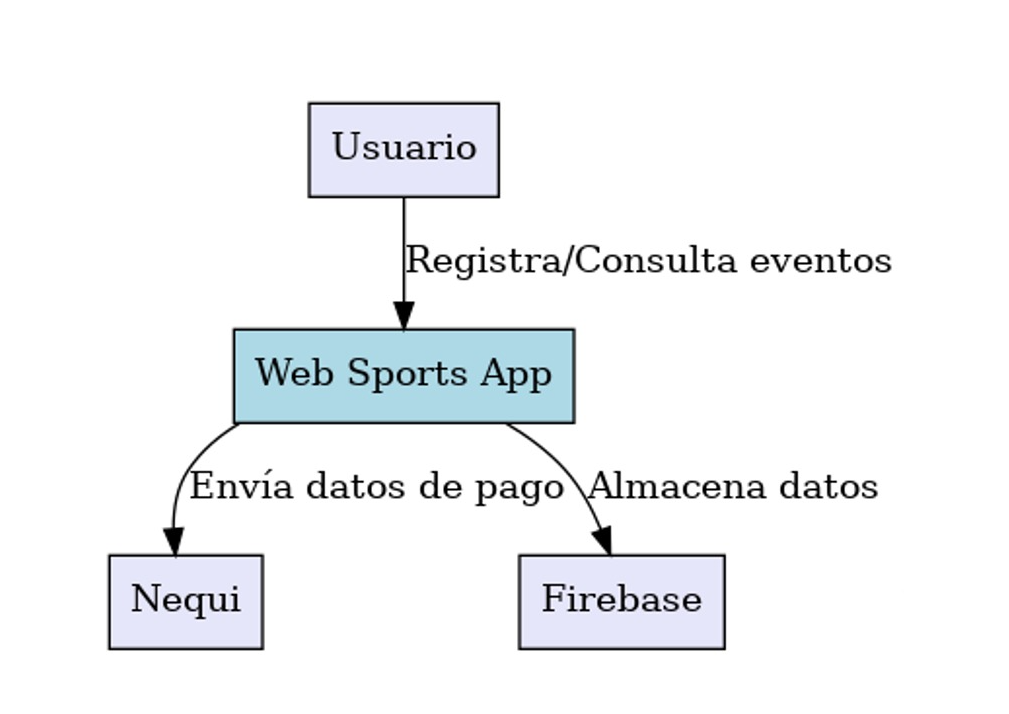 Usuario
Registra/Consulta eventos
Web Sports App
Envía datos de pago
Almacena datos
Nequi
Firebase